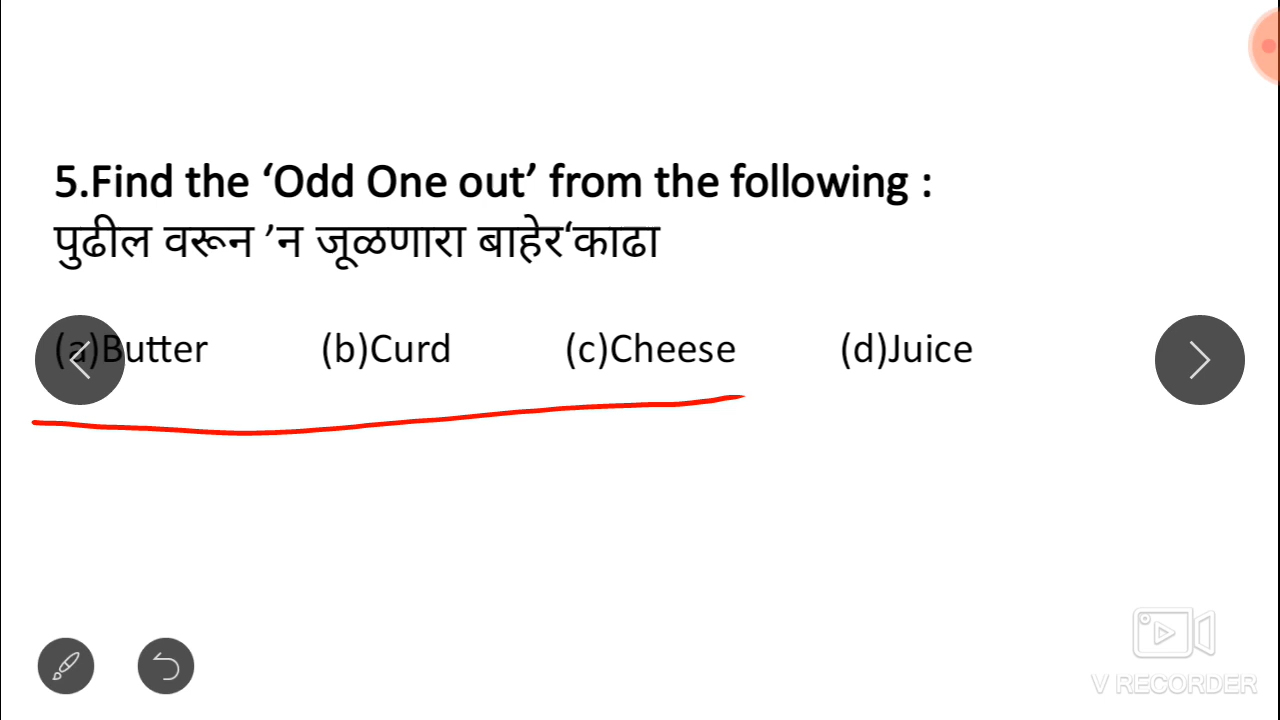 5.Find the ‘Odd One out’ from the following :
पुढील वरून ’न जूळणारा बाहेर‘काढा
(a)Butter (b)Curd (c)Cheese (d)Juice
V RECORDER